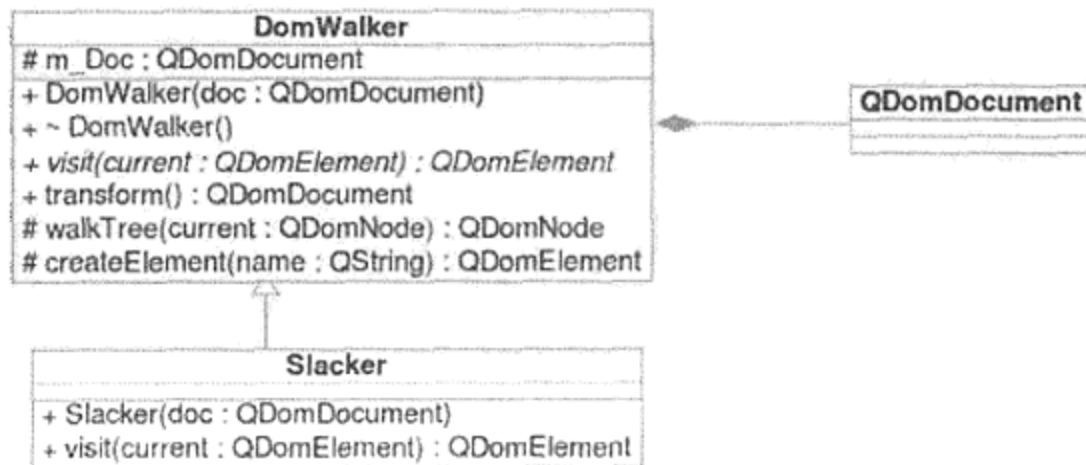 DomWalker
# m_Doc : QDomDocument
+ DomWalker(doc : QDomDocument)
+ ~ DomWalker()
+ visit(current : QDomElement) : QDomElement
+ transform() : QDomDocument
# walkTree(current : QDomNode) : QDomNode
# createElement(name : QString) : QDomElement
QDomDocument
Slacker
+ Slacker(doc : QDomDocument)
+ visit(current : QDomElement) : QDomElement